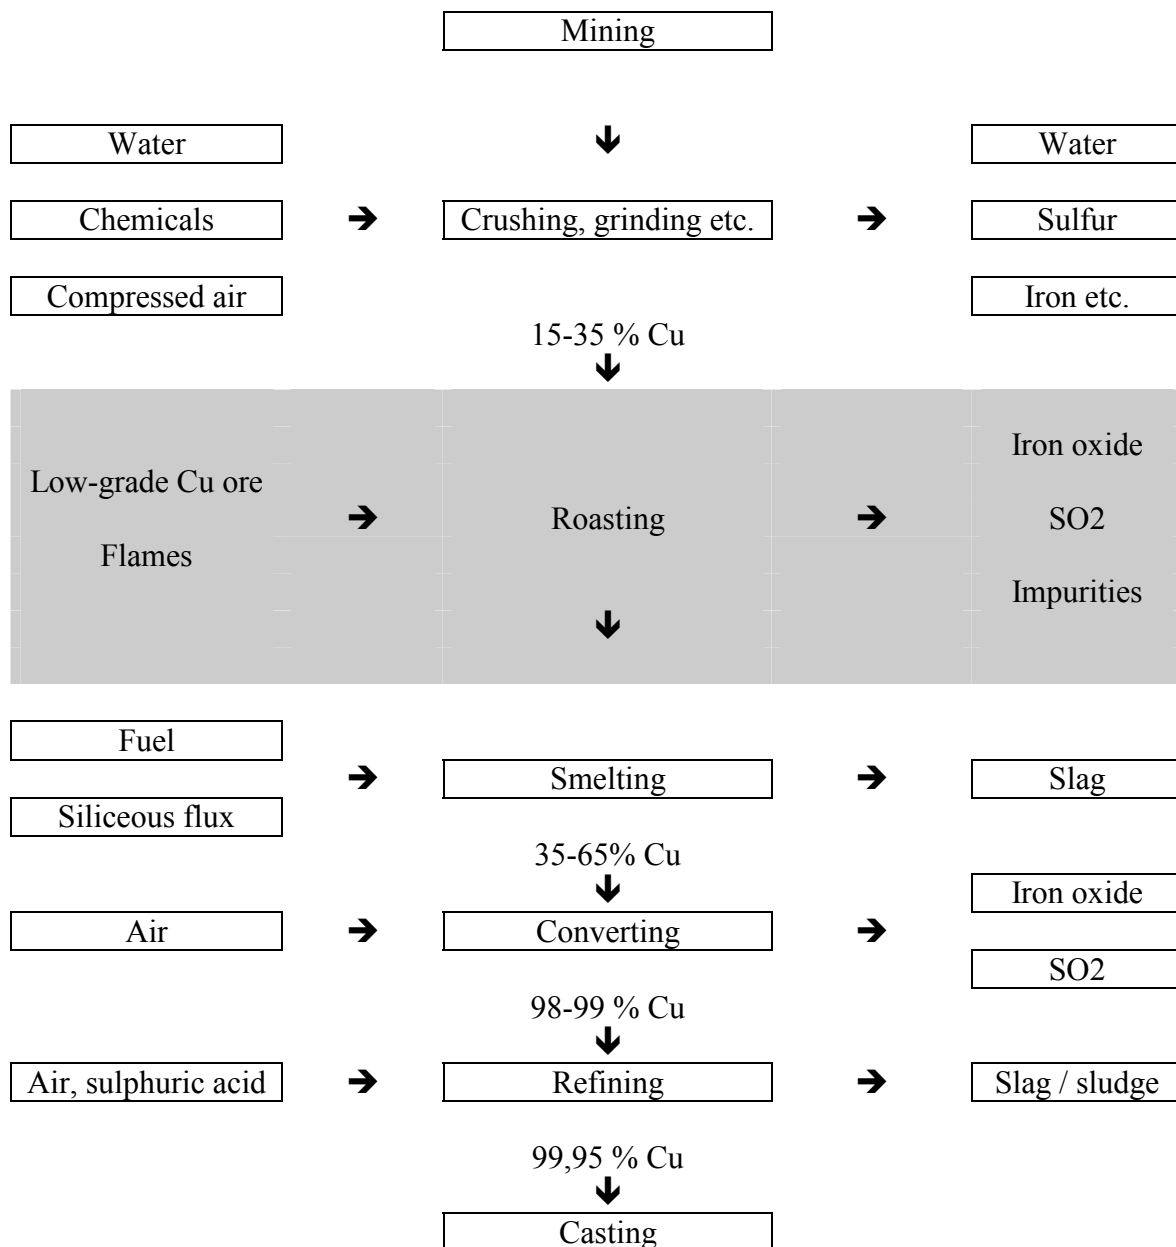 Mining
Water
🡫
Water
Chemicals
➔
Crushing, grinding etc.
➔
Sulfur
Compressed air
Iron etc.
15-35 % Cu
🡫
Low-grade Cu ore
Flames
➔
Roasting
➔
Iron oxide
SO2
Impurities
🡫
Fuel
Siliceous flux
➔
Smelting
➔
Slag
35-65% Cu
🡫
Air
➔
Converting
➔
Iron oxide
SO2
98-99 % Cu
🡫
Air, sulphuric acid
➔
Refining
➔
Slag / sludge
99,95 % Cu
🡫
Casting